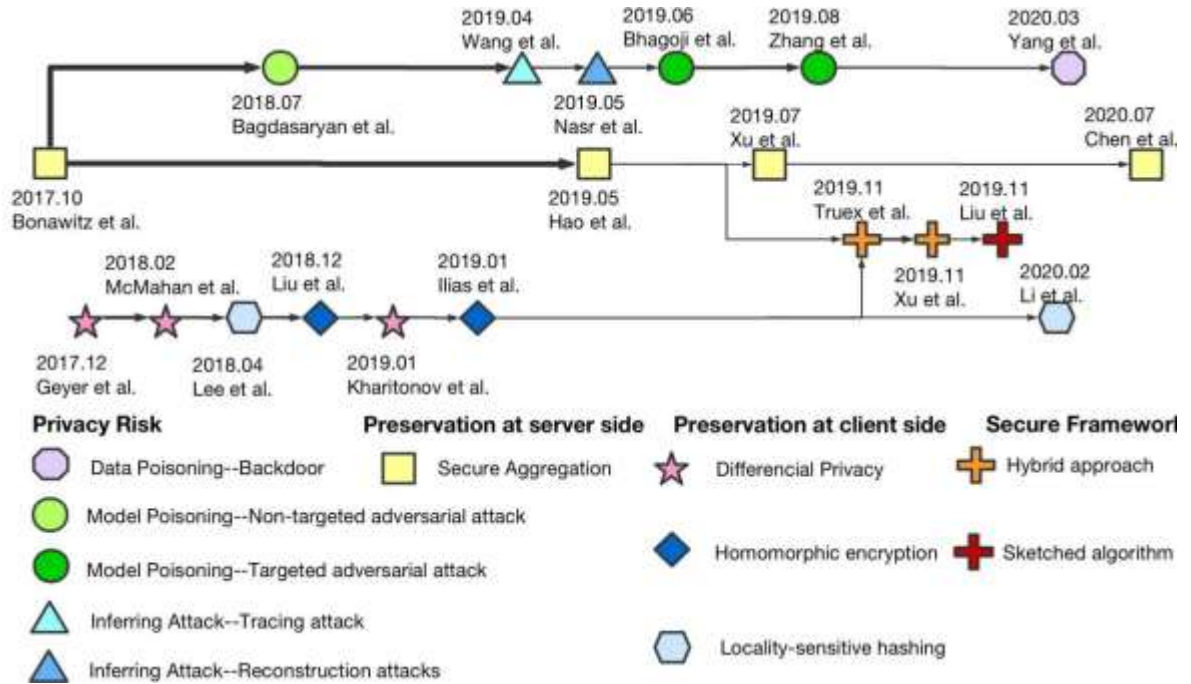 2019.04
Wang et al.
2019.06
Bhagoji et al.
2019.08
Zhang et al.
2020.03
Yang et al.
2018.07
Bagdasaryan et al.
2019.05
Nasr et al.
2019.07
Xu et al.
2020.07
Chen et al.
2017.10
Bonawitz et al.
2019.05
Hao et al.
2019.11
Truex et al.
2019.11
Liu et al.
2018.02
McMahan et al.
2018.12
Liu et al.
2019.01
Ilias et al.
2019.11
Xu et al.
2020.02
Li et al.
2017.12
Geyer et al.
2018.04
Lee et al.
2019.01
Kharitonov et al.
Privacy Risk
Preservation at server side
Preservation at client side
Secure Framework
Data Poisoning--Backdoor
Secure Aggregation
Differencial Privacy
Hybrid approach
Model Poisoning--Non-targeted adversarial attack
Model Poisoning--Targeted adversarial attack
Homomorphic encryption
Sketched algorithm
Inferring Attack--Tracing attack
Inferring Attack--Reconstruction attacks
Locality-sensitive hashing